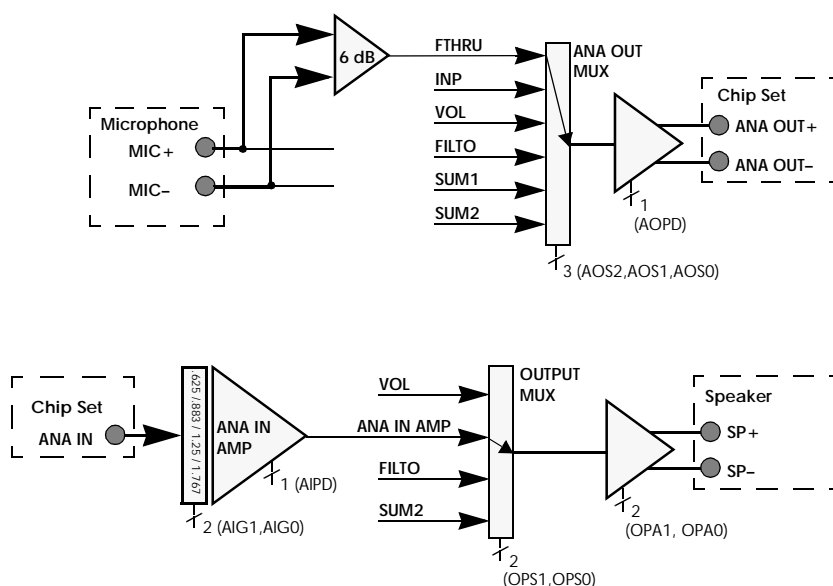 6 dB
FTHRU
ANA OUT
MUX
INP
VOL
FILTO
SUM1
SUM2
Microphone
MIC+
MIC–
Chip Set
ANA OUT+
ANA OUT–
1
(AOPD)
3 (AOS2,AOS1,AOS0)
Chip Set
ANA IN
.625 /.883 / 1.25 / 1.767
ANA IN
AMP
1 (AIPD)
2 (AIG1,AIG0)
VOL
ANA IN AMP
FILTO
SUM2
OUTPUT
MUX
2
(OPS1,OPS0)
2
(OPA1, OPA0)
Speaker
SP+
SP–